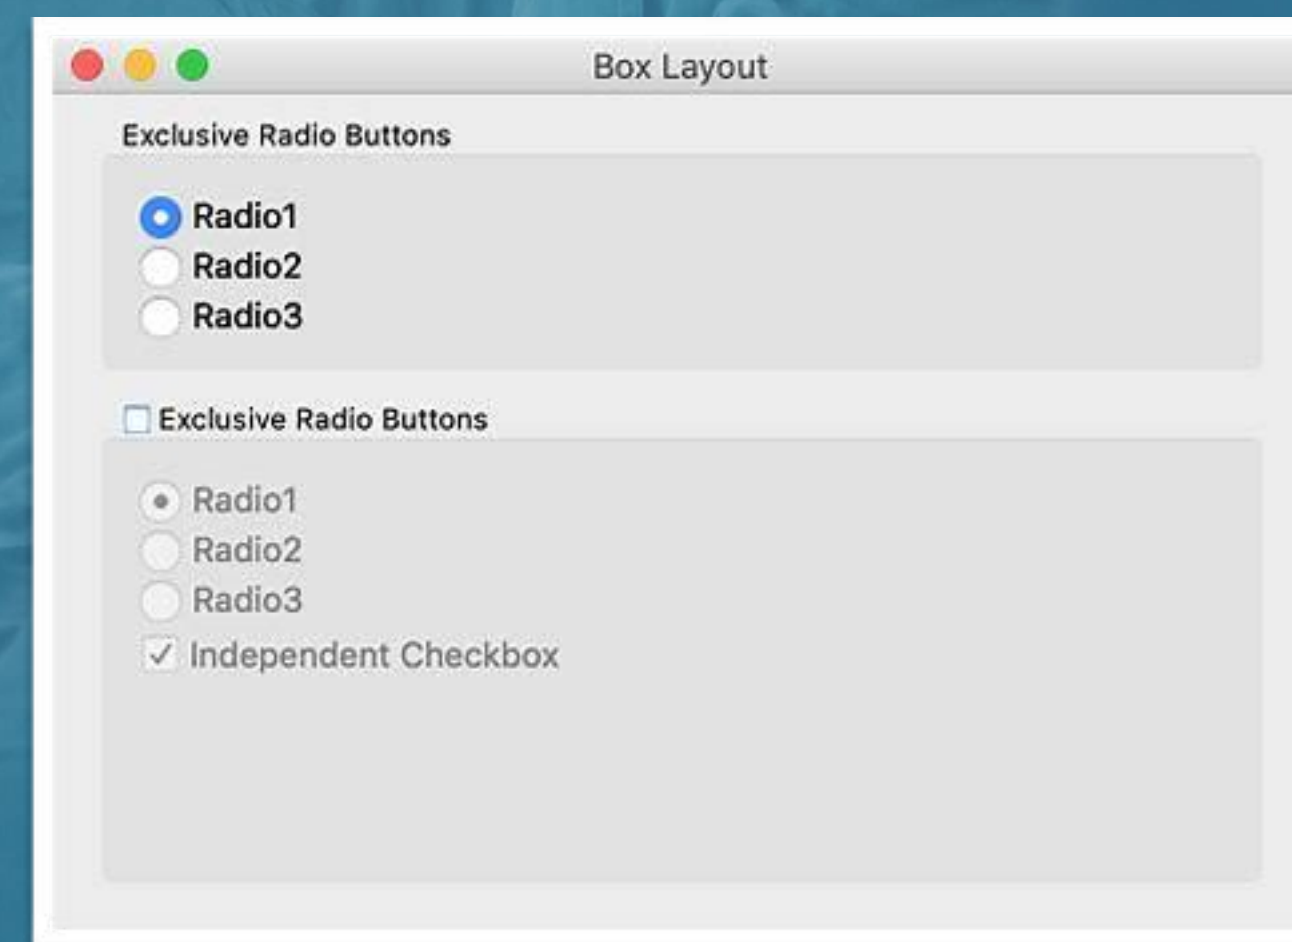 Box Layout
Exclusive Radio Buttons
Radio1
Radio2
Radio3
Exclusive Radio Buttons
Radio1
Radio2
Radio3
Independent Checkbox